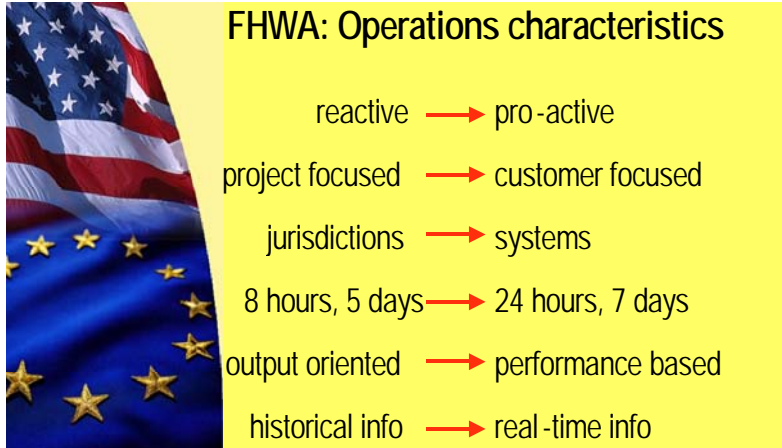 FHWA: Operations characteristics
reactive → pro-active
project focused → customer focused
jurisdictions → systems
8 hours, 5 days → 24 hours, 7 days
output oriented → performance based
historical info → real-time info